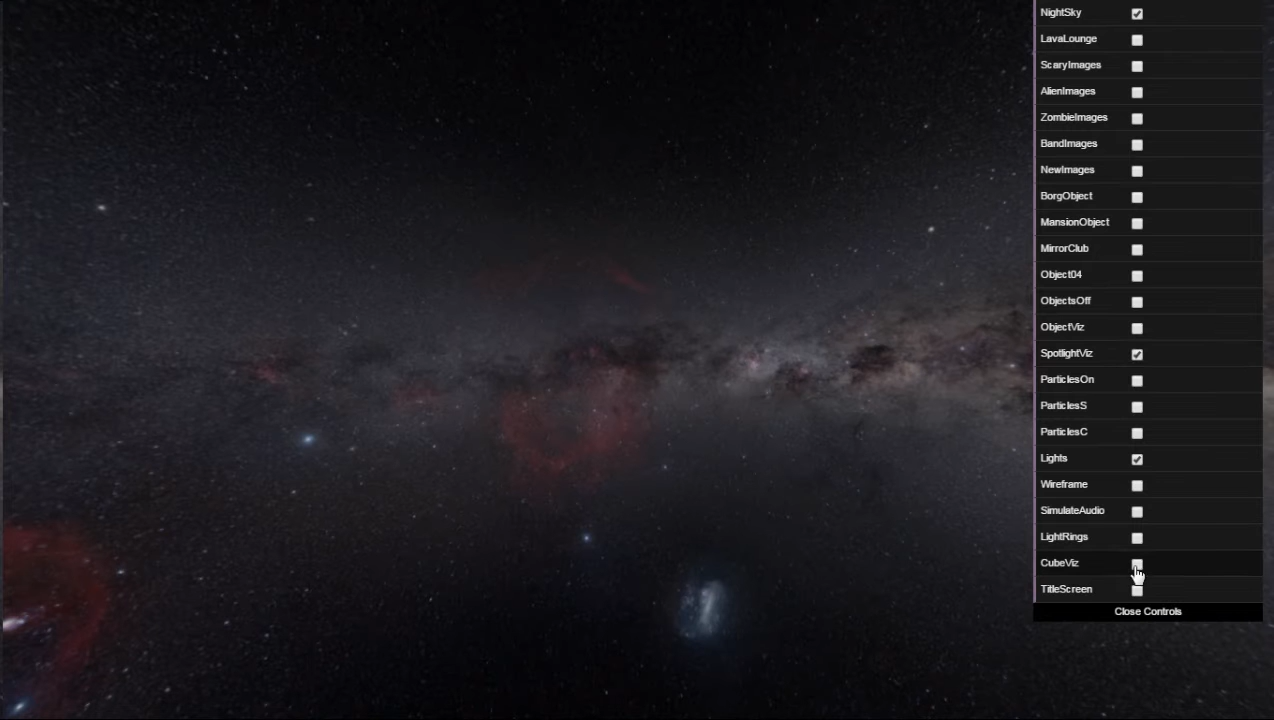 NightSky
LavaLounge
ScaryImages
AlienImages
ZombieImages
BandImages
NewImages
BorgObject
MansionObject
MirrorClub
Object04
ObjectsOff
ObjectViz
SpotlightViz
ParticlesOn
ParticlesS
ParticlesC
Lights
Wireframe
SimulateAudio
LightRings
CubeViz
TitleScreen
Close Controls